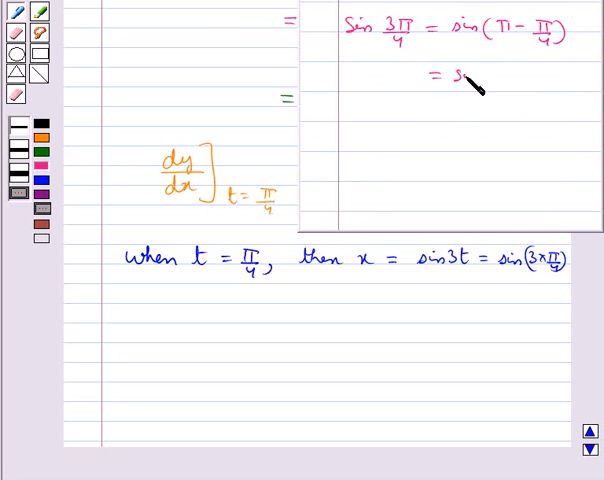 =
sin 3π/4 = sin(π - π/4)
= s
=
dy/dx]t = π/4
when t = π/4, then x = sin3t = sin(3×π/4)